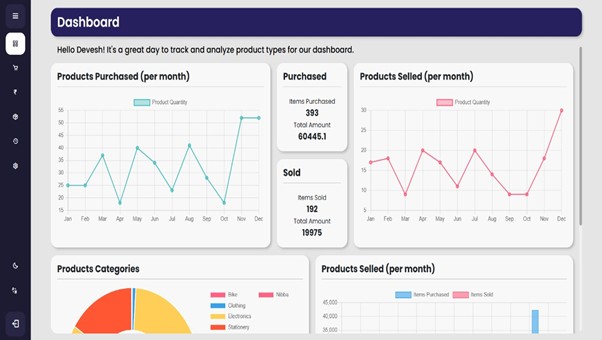 Dashboard
Hello Devesh! It's a great day to track and analyze product types for our dashboard.
Products Purchased (per month)
Product Quantity
55
50
45
40
35
30
25
20
15
Jan Feb Mar Apr May Jun Jul Aug Sep Oct Nov Dec
Purchased
Items Purchased
393
Total Amount
60445.1
Sold
Items Sold
192
Total Amount
19975
Products Selled (per month)
Product Quantity
30
25
20
15
10
5
Jan Feb Mar Apr May Jun Jul Aug Sep Oct Nov Dec
Products Categories
Bike Nibba
Clothing
Electronics
Stationery
Products Selled (per month)
Items Purchased Items Sold
45,000
40,000
35,000